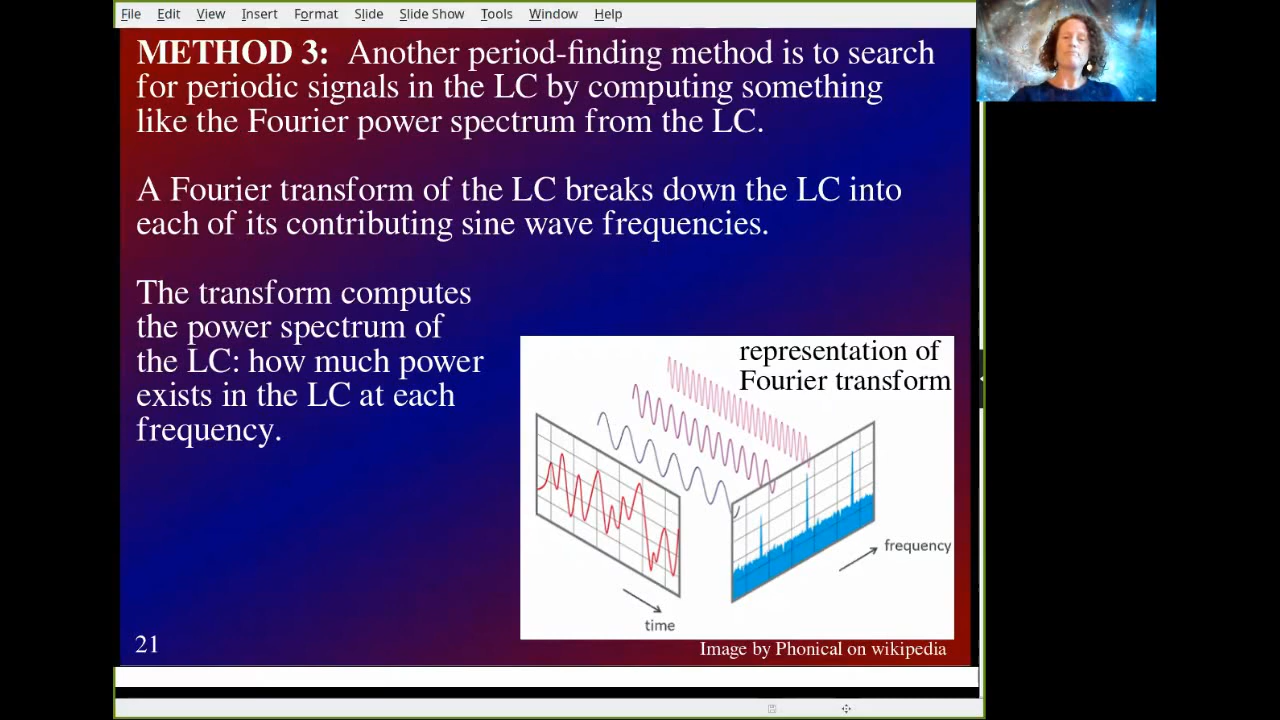 File Edit View Insert Format Slide Slide Show Tools Window Help
METHOD 3: Another period-finding method is to search
for periodic signals in the LC by computing something
like the Fourier power spectrum from the LC.
A Fourier transform of the LC breaks down the LC into
each of its contributing sine wave frequencies.
The transform computes
the power spectrum of
the LC: how much power
exists in the LC at each
frequency.
representation of
Fourier transform
frequency
time
21
Image by Phonical on wikipedia